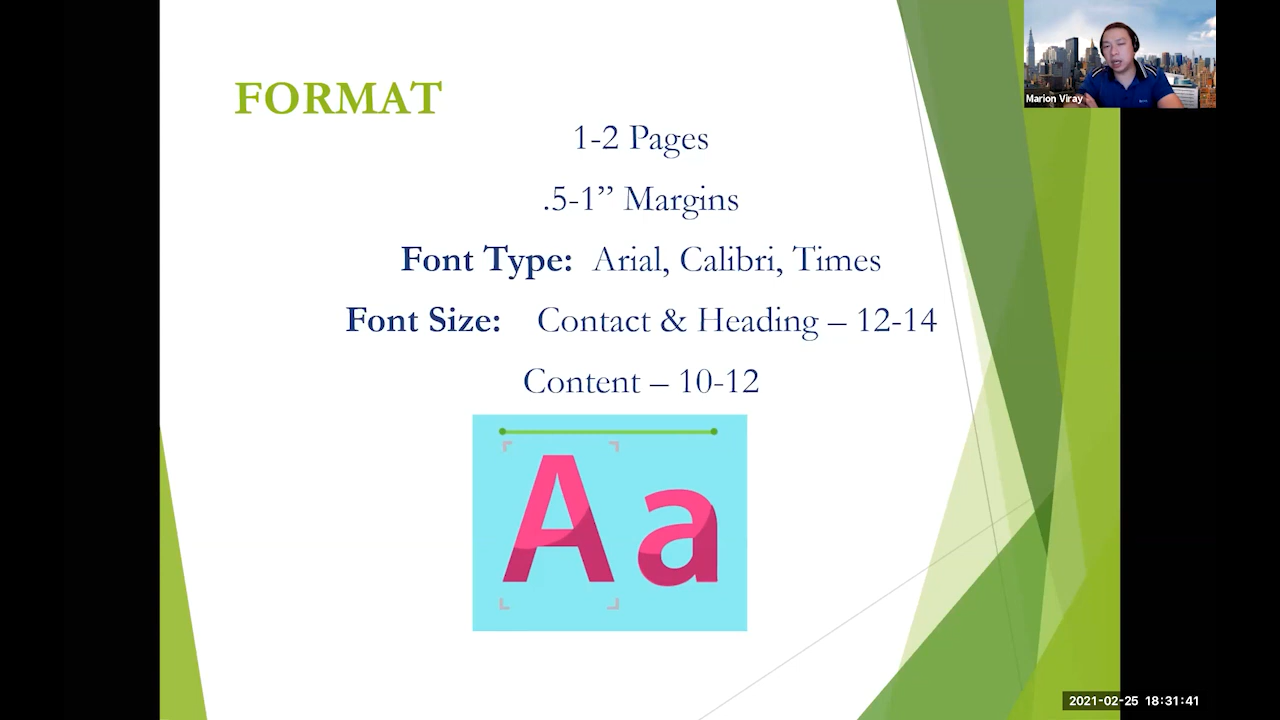 FORMAT
1-2 Pages
.5-1” Margins
Font Type: Arial, Calibri, Times
Font Size: Contact & Heading – 12-14
Content – 10-12
Aa
Marion Viray
2021-02-25 18:31:41